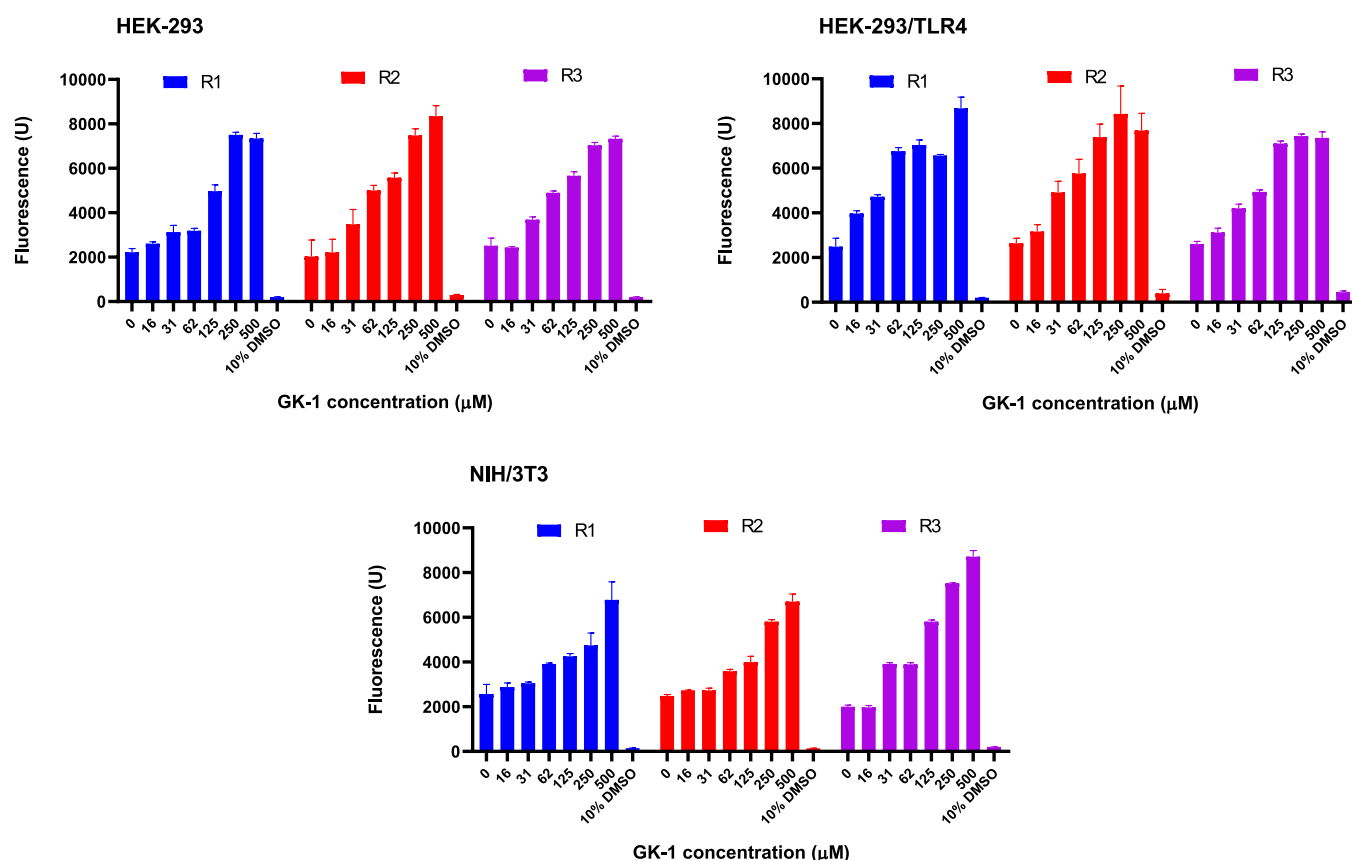 HEK-293
R1 R2 R3
Fluorescence (U)
10000
8000
6000
4000
2000
0
0 16 31 62 125 250 500 10% DMSO 0 16 31 62 125 250 500 10% DMSO 0 16 31 62 125 250 500 10% DMSO
GK-1 concentration (μM)
HEK-293/TLR4
R1 R2 R3
Fluorescence (U)
10000
8000
6000
4000
2000
0
0 16 31 62 125 250 500 10% DMSO 0 16 31 62 125 250 500 10% DMSO 0 16 31 62 125 250 500 10% DMSO
GK-1 concentration (μM)
NIH/3T3
R1 R2 R3
Fluorescence (U)
10000
8000
6000
4000
2000
0
0 16 31 62 125 250 500 10% DMSO 0 16 31 62 125 250 500 10% DMSO 0 16 31 62 125 250 500 10% DMSO
GK-1 concentration (μM)